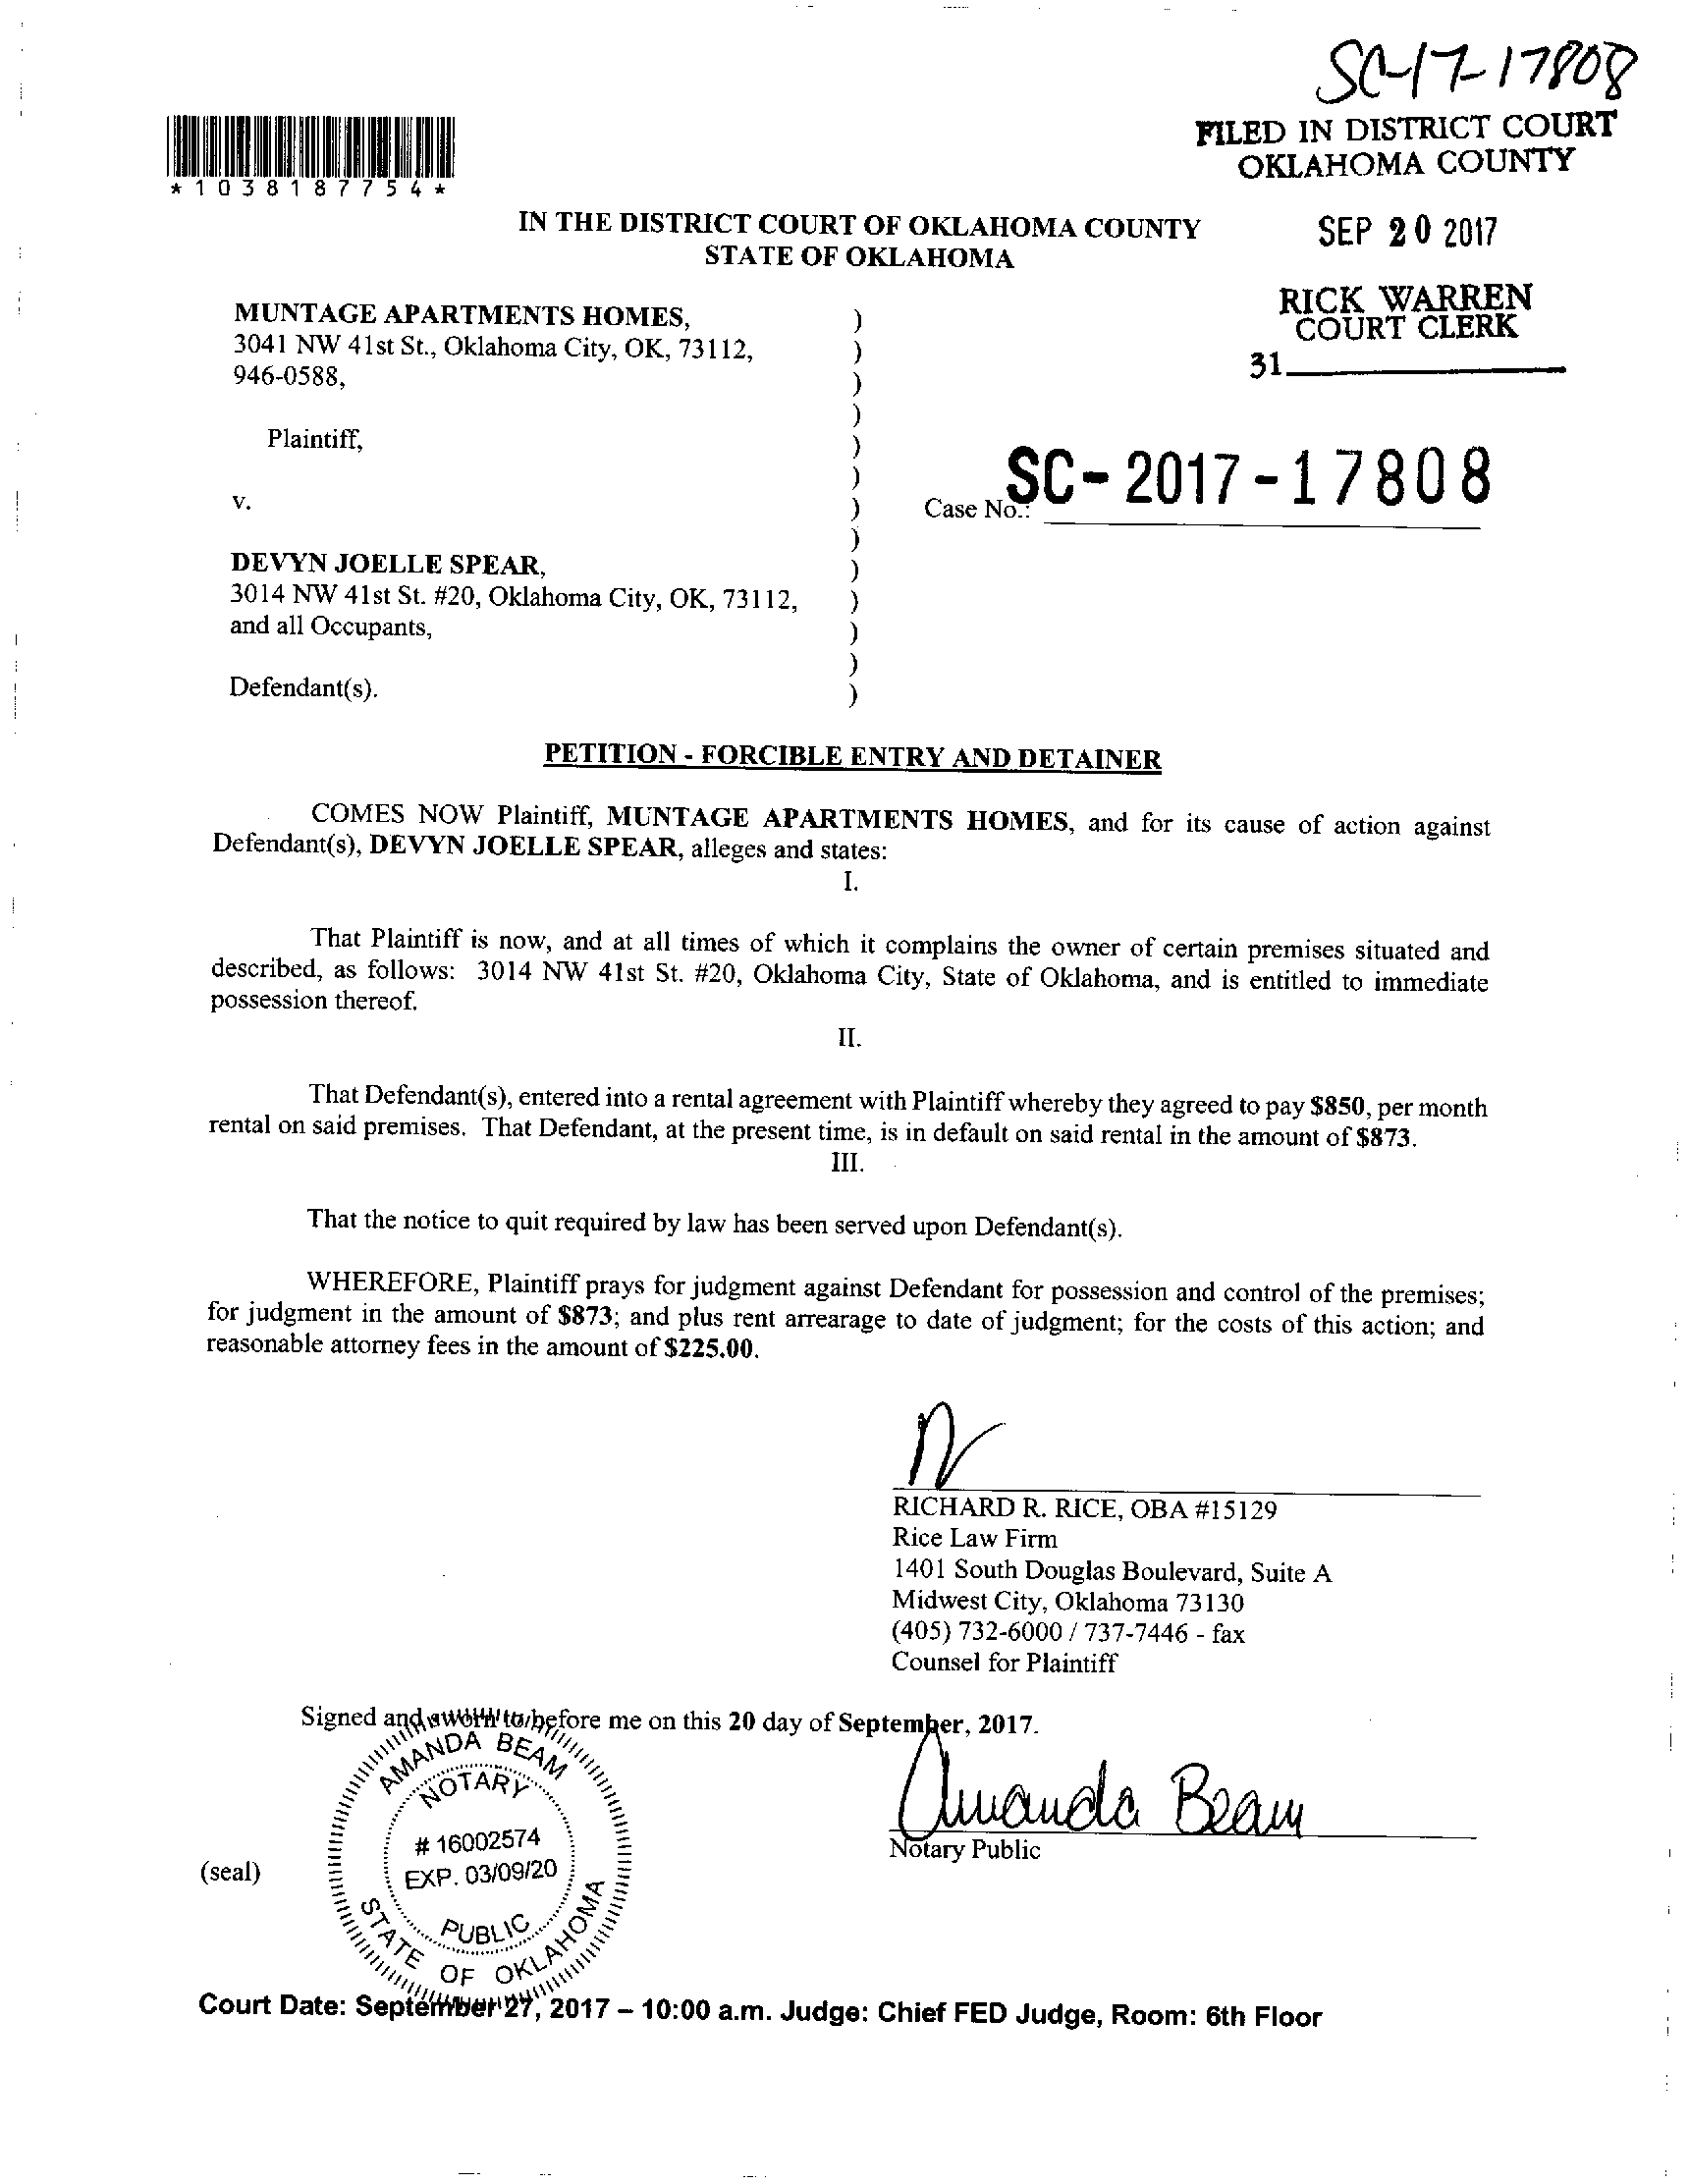 SC-17-17808
FILED IN DISTRICT COURT
OKLAHOMA COUNTY
*1038187754*
IN THE DISTRICT COURT OF OKLAHOMA COUNTY
STATE OF OKLAHOMA
SEP 20 2017
RICK WARREN
COURT CLERK
31
MUNTAGE APARTMENTS HOMES, )
3041 NW 41st St., Oklahoma City, OK, 73112, )
946-0588, )
)
Plaintiff, )
)
v. )
Case No.: SC-2017-17808
)
DEVYN JOELLE SPEAR, )
3014 NW 41st St. #20, Oklahoma City, OK, 73112, )
and all Occupants, )
)
Defendant(s). )
PETITION - FORCIBLE ENTRY AND DETAINER
COMES NOW Plaintiff, MUNTAGE APARTMENTS HOMES, and for its cause of action against
Defendant(s), DEVYN JOELLE SPEAR, alleges and states:
I.
That Plaintiff is now, and at all times of which it complains the owner of certain premises situated and
described, as follows: 3014 NW 41st St. #20, Oklahoma City, State of Oklahoma, and is entitled to immediate
possession thereof.
II.
That Defendant(s), entered into a rental agreement with Plaintiff whereby they agreed to pay $850, per month
rental on said premises. That Defendant, at the present time, is in default on said rental in the amount of $873.
III.
That the notice to quit required by law has been served upon Defendant(s).
WHEREFORE, Plaintiff prays for judgment against Defendant for possession and control of the premises;
for judgment in the amount of $873; and plus rent arrearage to date of judgment; for the costs of this action; and
reasonable attorney fees in the amount of $225.00.
RICHARD R. RICE, OBA #15129
Rice Law Firm
1401 South Douglas Boulevard, Suite A
Midwest City, Oklahoma 73130
(405) 732-6000 / 737-7446 - fax
Counsel for Plaintiff
Signed and sworn to before me on this 20 day of September, 2017.
Amanda Beam
Notary Public
(seal)
AMANDA BEAM
NOTARY
# 16002574
EXP. 03/09/20
PUBLIC
STATE OF OKLAHOMA
Court Date: September 27, 2017 – 10:00 a.m. Judge: Chief FED Judge, Room: 6th Floor